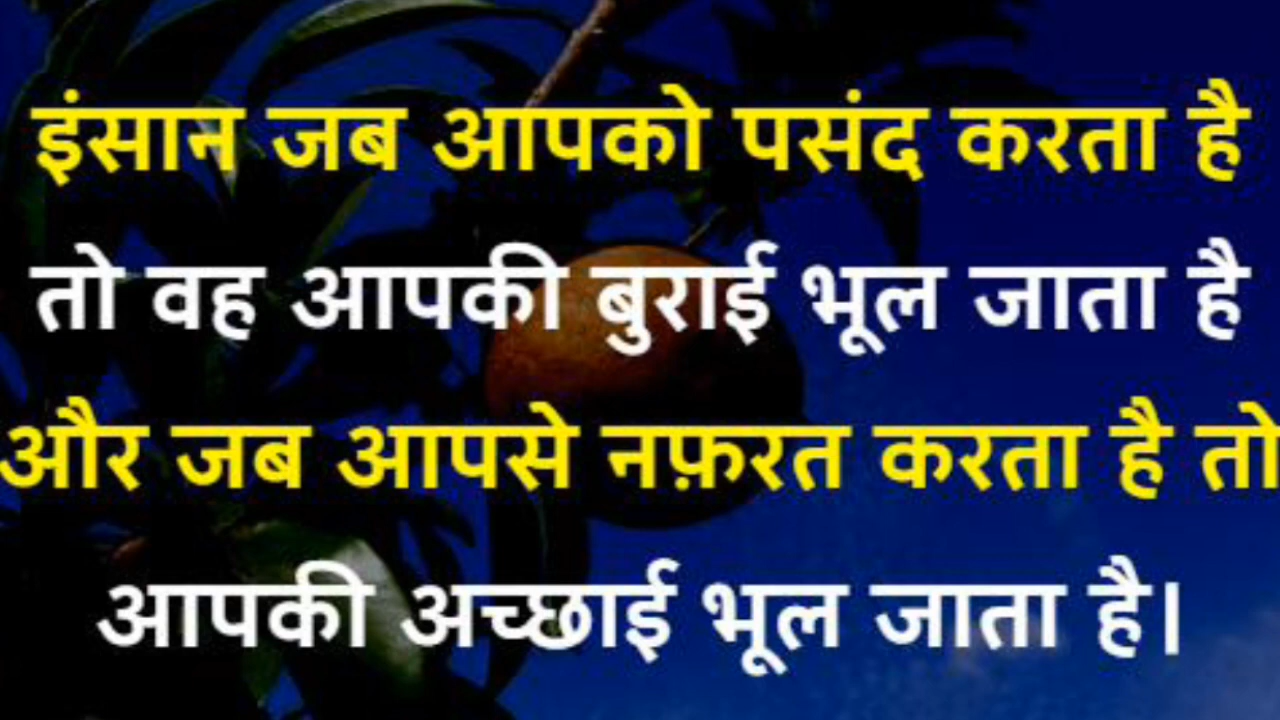 इंसान जब आपको पसंद करता है
तो वह आपकी बुराई भूल जाता है
और जब आपसे नफ़रत करता है तो
आपकी अच्छाई भूल जाता है।